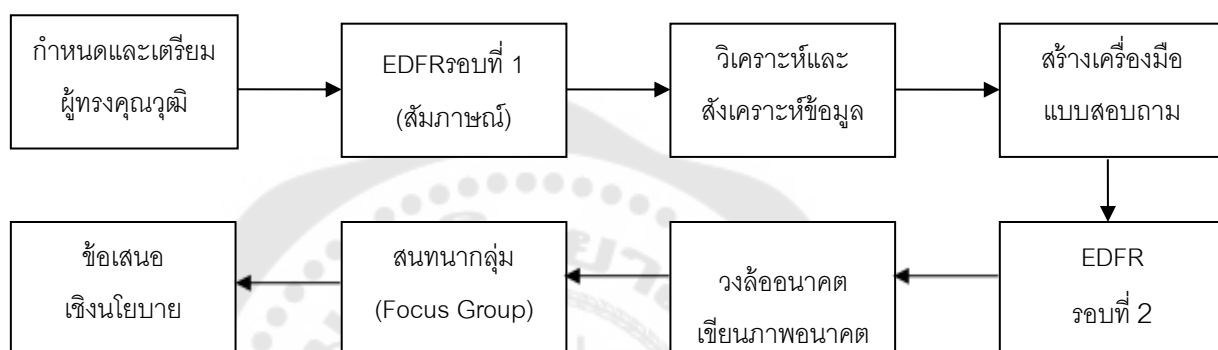 กำหนดและเตรียม
ผู้ทรงคุณวุฒิ
EDFRรอบที่ 1
(สัมภาษณ์)
วิเคราะห์และ
สังเคราะห์ข้อมูล
สร้างเครื่องมือ
แบบสอบถาม
EDFR
รอบที่ 2
วงล้ออนาคต
เขียนภาพอนาคต
สนทนากลุ่ม
(Focus Group)
ข้อเสนอ
เชิงนโยบาย